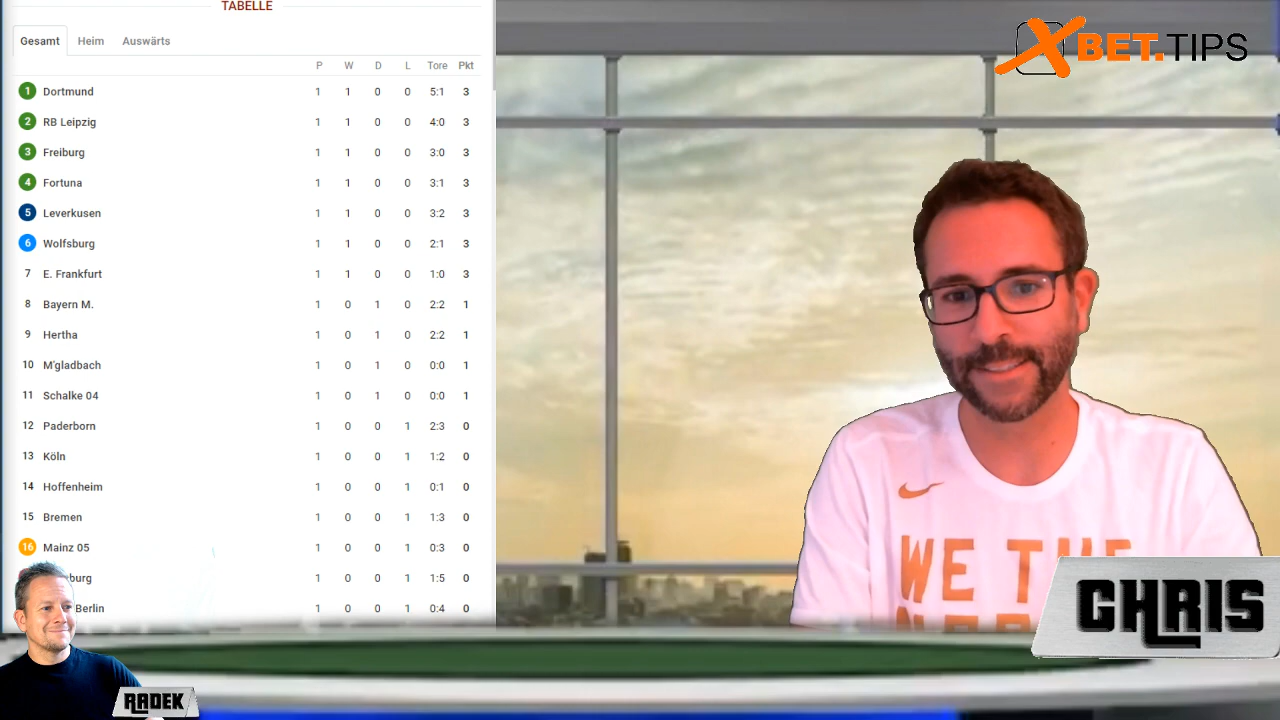 TABELLE
Gesamt Heim Auswärts
P W D L Tore Pkt
1 Dortmund 1 1 0 0 5:1 3
2 RB Leipzig 1 1 0 0 4:0 3
3 Freiburg 1 1 0 0 3:0 3
4 Fortuna 1 1 0 0 3:1 3
5 Leverkusen 1 1 0 0 3:2 3
6 Wolfsburg 1 1 0 0 2:1 3
7 E. Frankfurt 1 1 0 0 1:0 3
8 Bayern M. 1 0 1 0 2:2 1
9 Hertha 1 0 1 0 2:2 1
10 M'gladbach 1 0 1 0 0:0 1
11 Schalke 04 1 0 1 0 0:0 1
12 Paderborn 1 0 0 1 2:3 0
13 Köln 1 0 0 1 1:2 0
14 Hoffenheim 1 0 0 1 0:1 0
15 Bremen 1 0 0 1 1:3 0
16 Mainz 05 1 0 0 1 0:3 0
burg 1 0 0 1 1:5 0
Berlin 1 0 0 1 0:4 0
RADEK
XBET.TIPS
WE THE
CHRIS